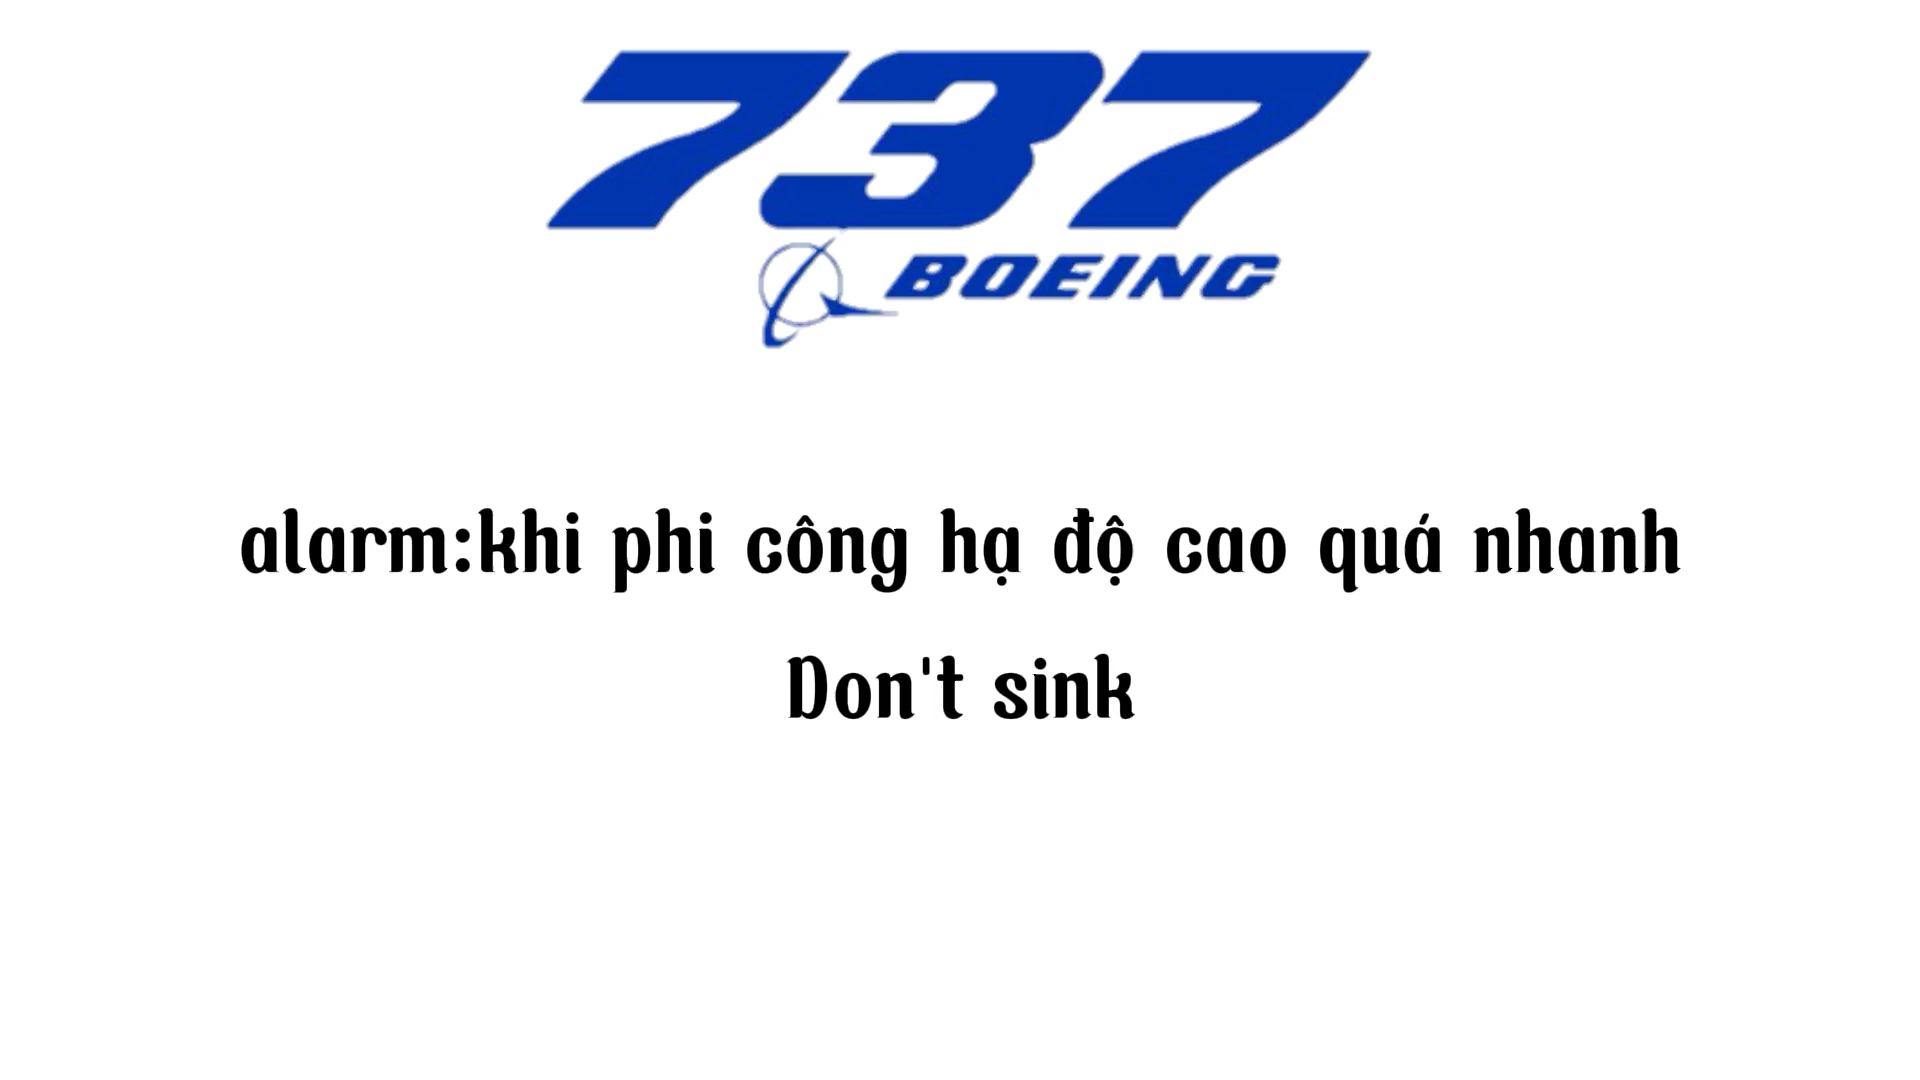 737
BOEING
alarm:khi phi công hạ độ cao quá nhanh
Don't sink